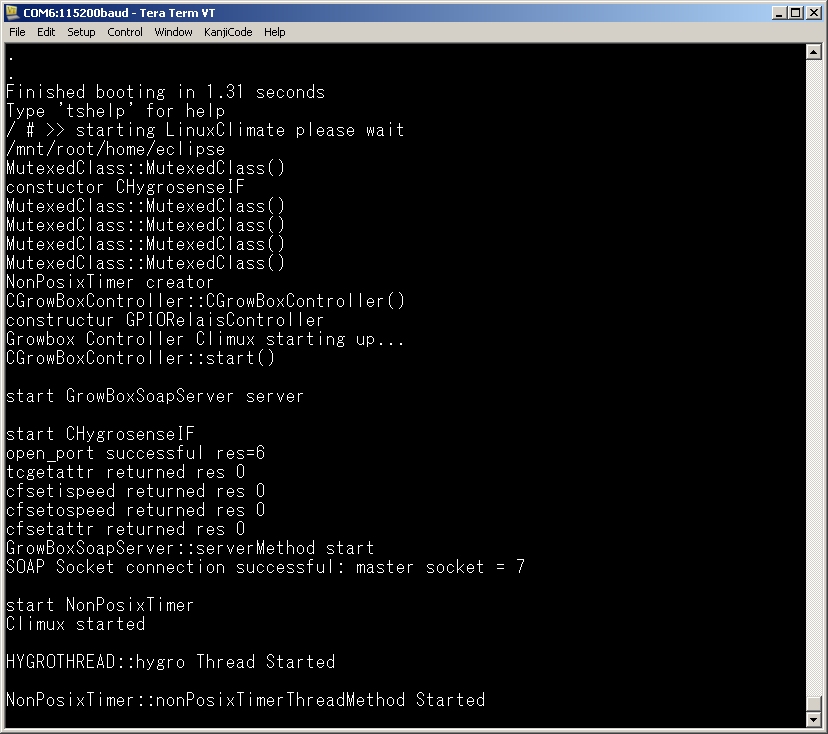 COM6:115200baud - Tera Term VT
File Edit Setup Control Window KanjiCode Help
.
.
Finished booting in 1.31 seconds
Type 'tshelp' for help
/ # >> starting LinuxClimate please wait
/mnt/root/home/eclipse
MutexedClass::MutexedClass()
constuctor CHygrosenseIF
MutexedClass::MutexedClass()
MutexedClass::MutexedClass()
MutexedClass::MutexedClass()
MutexedClass::MutexedClass()
NonPosixTimer creator
CGrowBoxController::CGrowBoxController()
constructur GPIORelaisController
Growbox Controller Climux starting up...
CGrowBoxController::start()
start GrowBoxSoapServer server
start CHygrosenseIF
open_port successful res=6
tcgetattr returned res 0
cfsetispeed returned res 0
cfsetospeed returned res 0
cfsetattr returned res 0
GrowBoxSoapServer::serverMethod start
SOAP Socket connection successful: master socket = 7
start NonPosixTimer
Climux started
HYGROTHREAD::hygro Thread Started
NonPosixTimer::nonPosixTimerThreadMethod Started